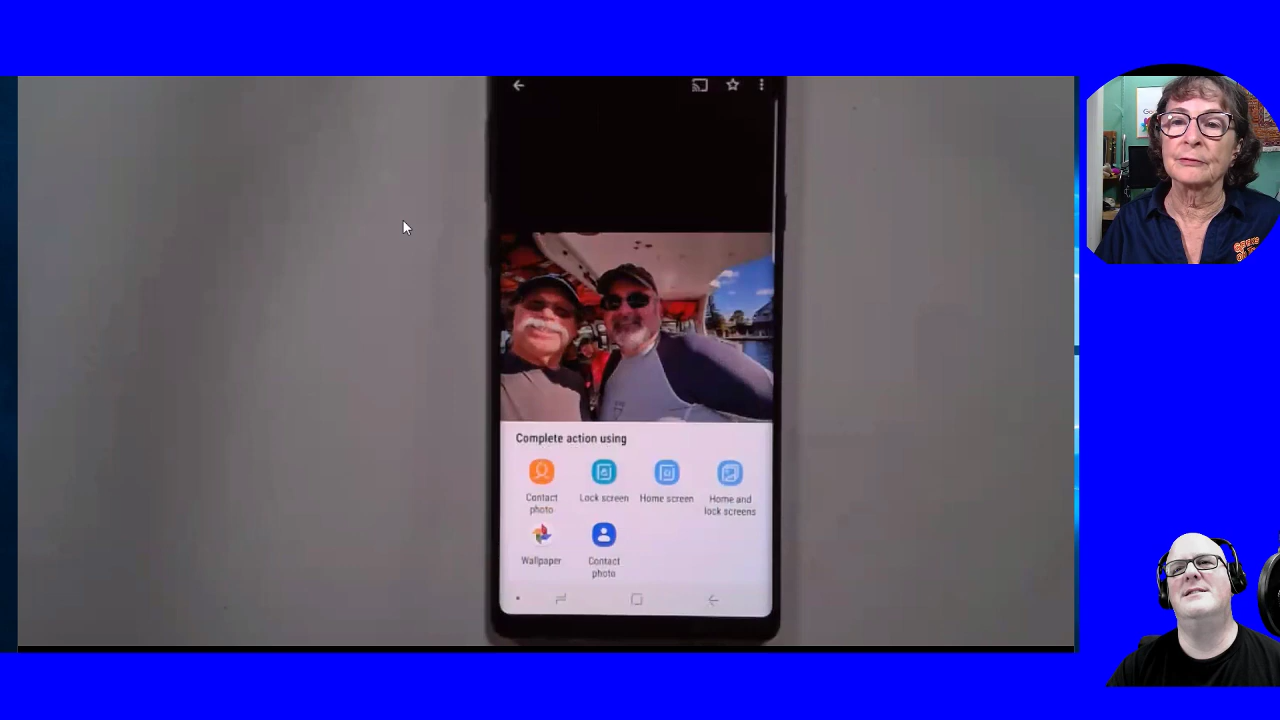 Complete action using
Contact photo
Lock screen
Home screen
Home and lock screens
Wallpaper
Contact photo